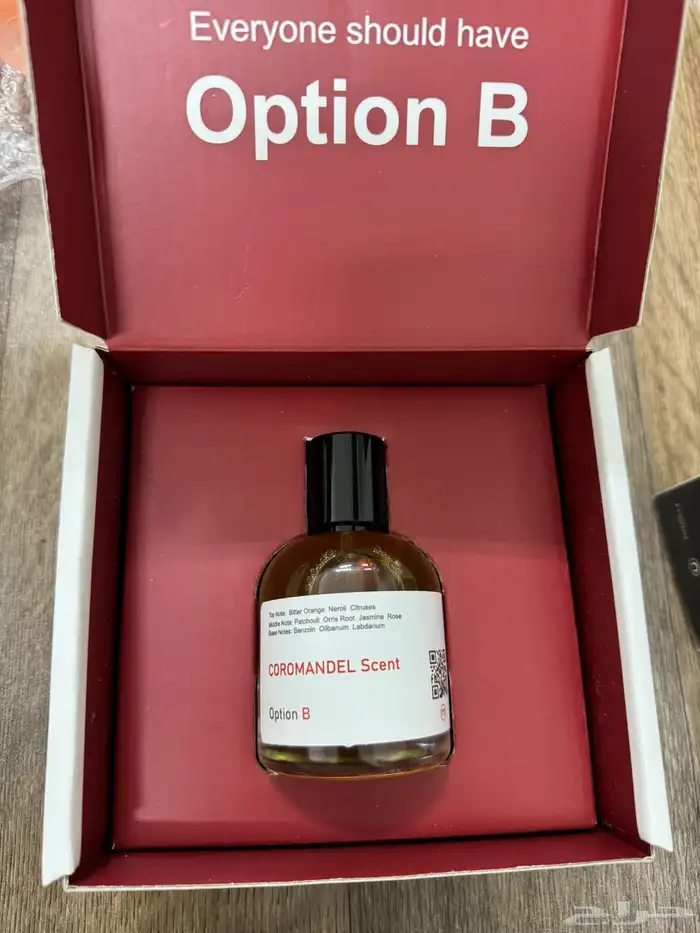 Everyone should have
Option B
Top Note: Bitter Orange Neroli Citruses
Middle Note: Patchouli Orris Root Jasmine Rose
Base Notes: Benzoin Olibanum Labdanum
COROMANDEL Scent
Option B
حراج